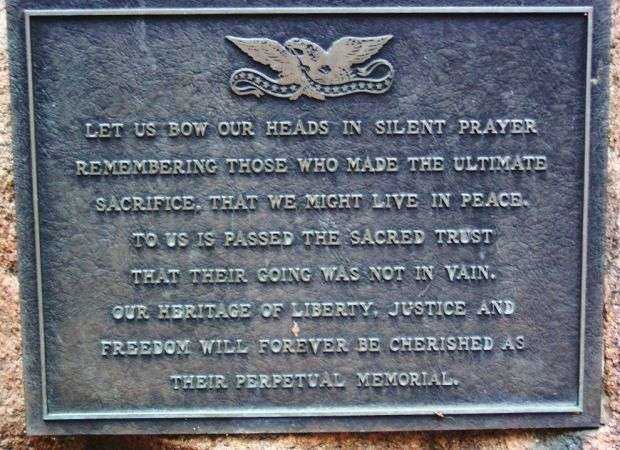 LET US BOW OUR HEADS IN SILENT PRAYER
REMEMBERING THOSE WHO MADE THE ULTIMATE
SACRIFICE, THAT WE MIGHT LIVE IN PEACE.
TO US IS PASSED THE SACRED TRUST
THAT THEIR GOING WAS NOT IN VAIN.
OUR HERITAGE OF LIBERTY, JUSTICE AND
FREEDOM WILL FOREVER BE CHERISHED AS
THEIR PERPETUAL MEMORIAL.